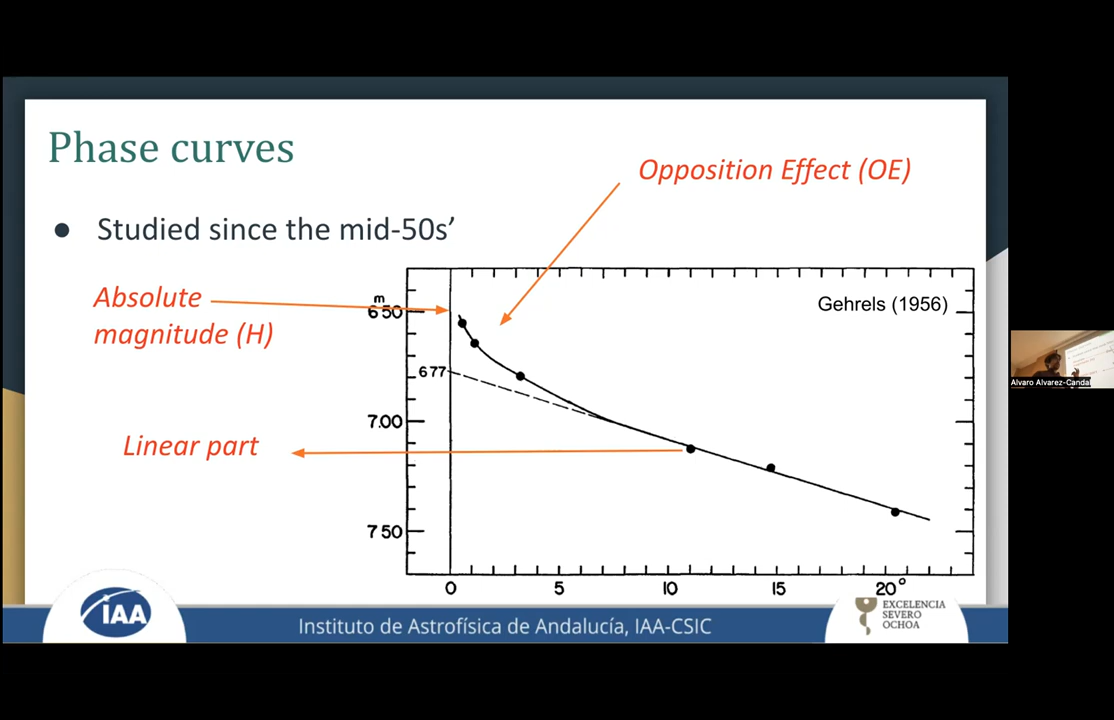 Phase curves
Opposition Effect (OE)
● Studied since the mid-50s’
Absolute
magnitude (H)
m
6 50
Gehrels (1956)
6 77
7.00
Linear part
7 50
0 5 10 15 20°
IAA
Instituto de Astrofísica de Andalucía, IAA-CSIC
EXCELENCIA
SEVERO
OCHOA
Alvaro Alvarez-Candal